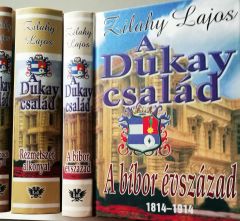 Zilahy
Lajos
A
Dukay
család
Rézmetszet
alkonyat
Zilahy
Lajos
A
Dukay
család
A bíbor
évszázad
Zilahy Lajos
A
Dukay
család
A bíbor évszázad
1814-1914